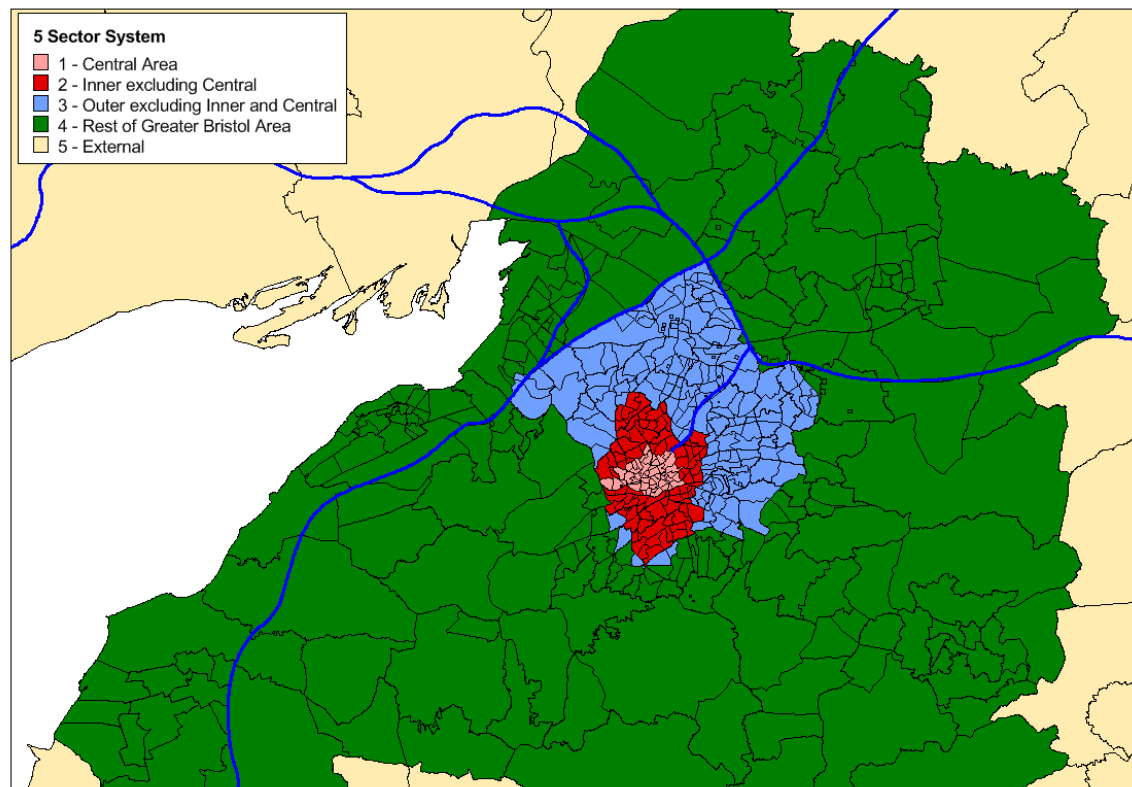 5 Sector System
1 - Central Area
2 - Inner excluding Central
3 - Outer excluding Inner and Central
4 - Rest of Greater Bristol Area
5 - External